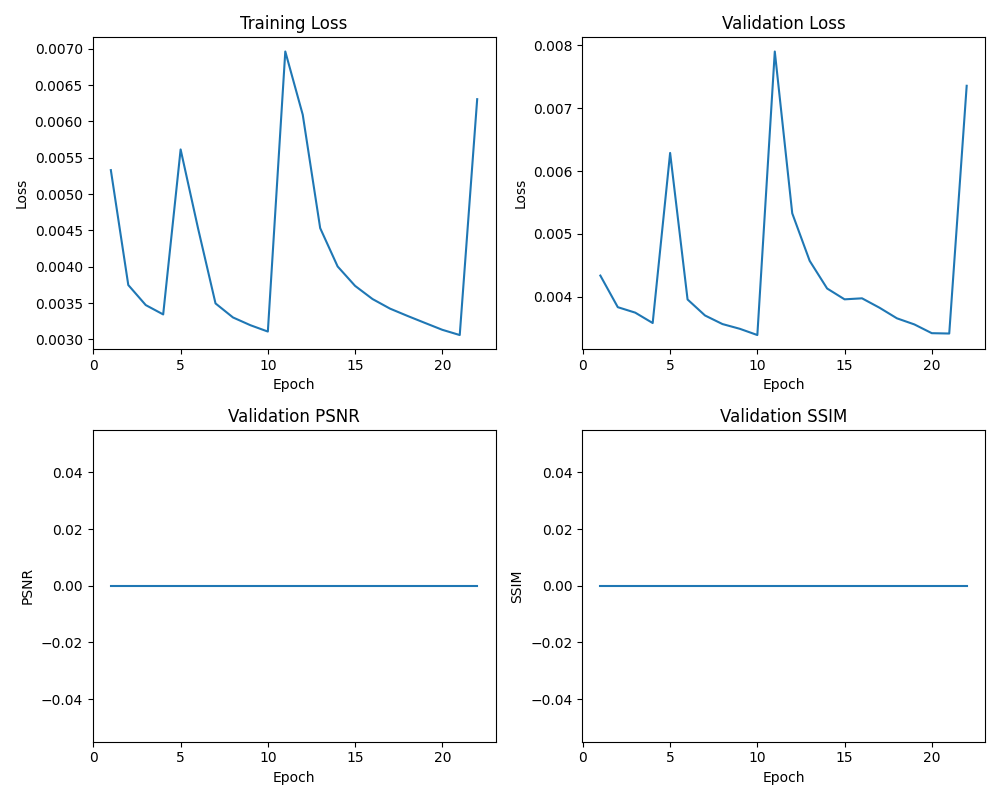 Training Loss
Loss
0.0070
0.0065
0.0060
0.0055
0.0050
0.0045
0.0040
0.0035
0.0030
0 5 10 15 20
Epoch
Validation Loss
Loss
0.008
0.007
0.006
0.005
0.004
0 5 10 15 20
Epoch
Validation PSNR
PSNR
0.04
0.02
0.00
−0.02
−0.04
0 5 10 15 20
Epoch
Validation SSIM
SSIM
0.04
0.02
0.00
−0.02
−0.04
0 5 10 15 20
Epoch